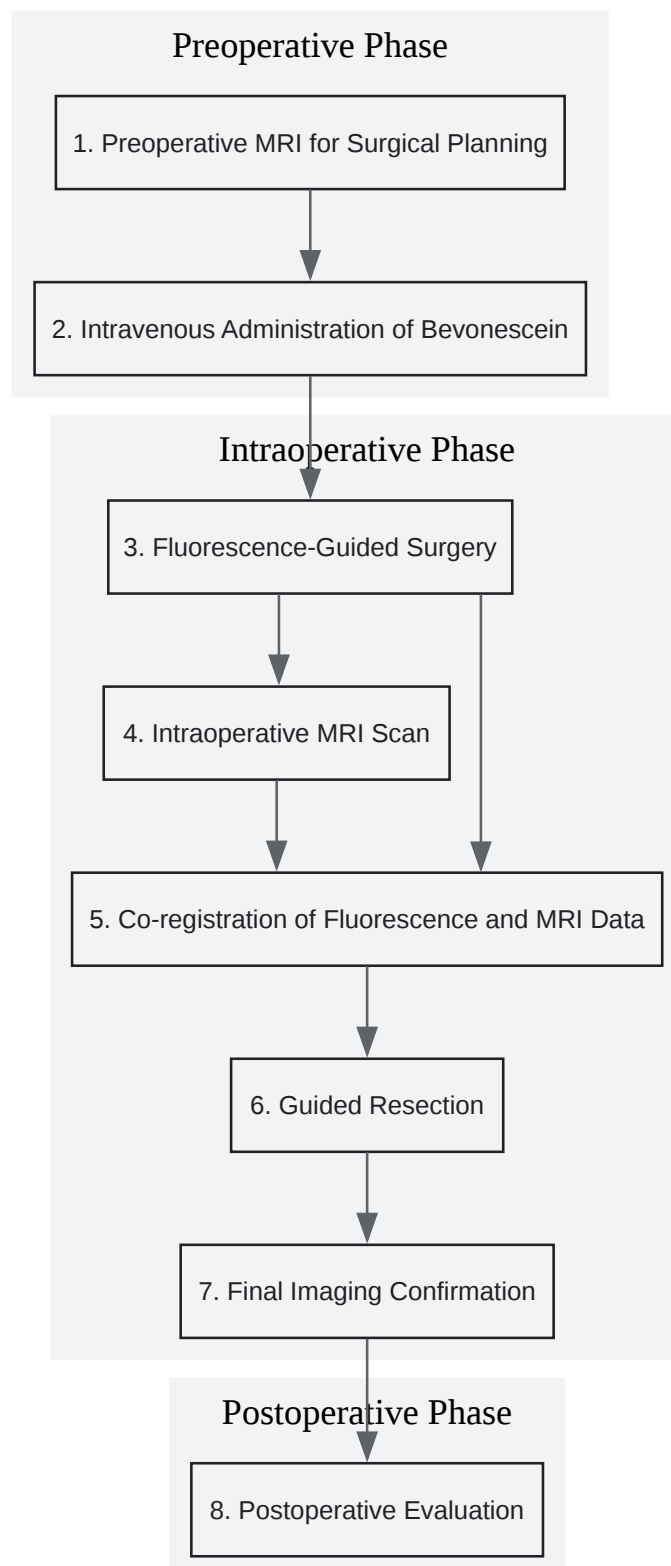 Preoperative Phase
1. Preoperative MRI for Surgical Planning
2. Intravenous Administration of Bevonescein
Intraoperative Phase
3. Fluorescence-Guided Surgery
4. Intraoperative MRI Scan
5. Co-registration of Fluorescence and MRI Data
6. Guided Resection
7. Final Imaging Confirmation
Postoperative Phase
8. Postoperative Evaluation